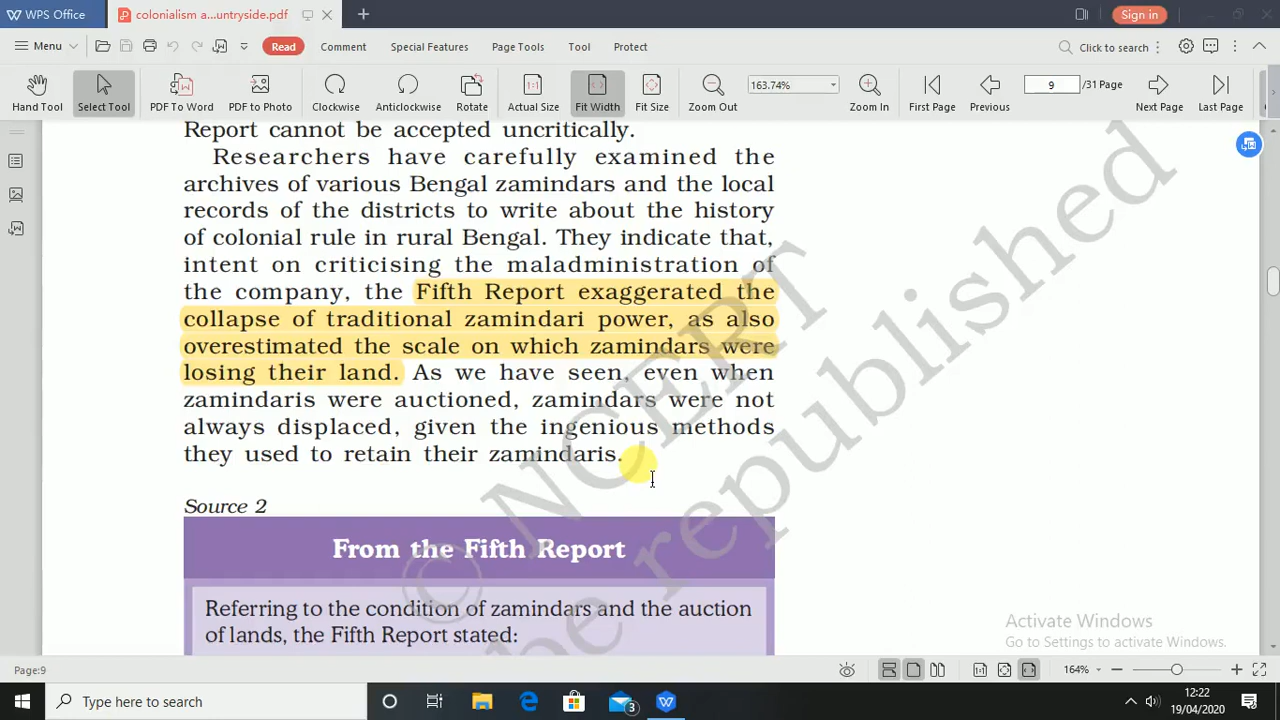 WPS Office
colonialism a...untryside.pdf
Sign in
Menu
Read
Comment
Special Features
Page Tools
Tool
Protect
Click to search
Hand Tool
Select Tool
PDF To Word
PDF to Photo
Clockwise
Anticlockwise
Rotate
Actual Size
Fit Width
Fit Size
Zoom Out
163.74%
Zoom In
First Page
Previous
9 /31 Page
Next Page
Last Page
Report cannot be accepted uncritically.
Researchers have carefully examined the
archives of various Bengal zamindars and the local
records of the districts to write about the history
of colonial rule in rural Bengal. They indicate that,
intent on criticising the maladministration of
the company, the Fifth Report exaggerated the
collapse of traditional zamindari power, as also
overestimated the scale on which zamindars were
losing their land. As we have seen, even when
zamindaris were auctioned, zamindars were not
always displaced, given the ingenious methods
they used to retain their zamindaris.
Source 2
From the Fifth Report
Referring to the condition of zamindars and the auction
of lands, the Fifth Report stated:
© NCERT
be republished
Activate Windows
Go to Settings to activate Windows.
Page:9
164%
Type here to search
3
12:22
19/04/2020